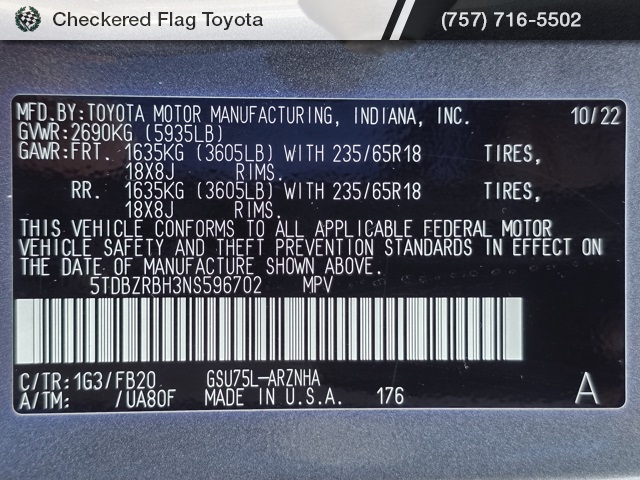 Checkered Flag Toyota
(757) 716-5502
MFD.BY:TOYOTA MOTOR MANUFACTURING, INDIANA, INC. 10/22
GVWR:2690KG (5935LB)
GAWR:FRT. 1635KG (3605LB) WITH 235/65R18 TIRES,
18X8J RIMS.
RR. 1635KG (3605LB) WITH 235/65R18 TIRES,
18X8J RIMS.
THIS VEHICLE CONFORMS TO ALL APPLICABLE FEDERAL MOTOR
VEHICLE SAFETY AND THEFT PREVENTION STANDARDS IN EFFECT ON
THE DATE OF MANUFACTURE SHOWN ABOVE.
5TDBZRBH3NS596702 MPV
C/TR:1G3/FB20 GSU75L-ARZNHA
A/TM: /UA80F MADE IN U.S.A. 176 A